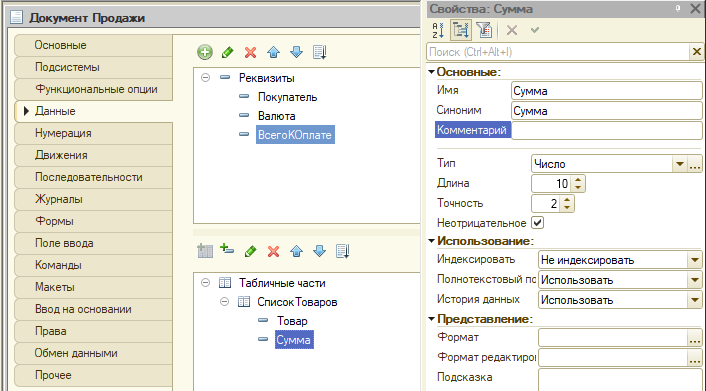 Документ Продажи
Основные
Подсистемы
Функциональные опции
Данные
Нумерация
Движения
Последовательности
Журналы
Формы
Поле ввода
Команды
Макеты
Ввод на основании
Права
Обмен данными
Прочее
Реквизиты
Покупатель
Валюта
ВсегоКОплате
Табличные части
СписокТоваров
Товар
Сумма
Свойства: Сумма
Поиск (Ctrl+Alt+I)
Основные:
Имя Сумма
Синоним Сумма
Комментарий
Тип Число
Длина 10
Точность 2
Неотрицательное
Использование:
Индексировать Не индексировать
Полнотекстовый по Использовать
История данных Использовать
Представление:
Формат
Формат редактиро
Подсказка